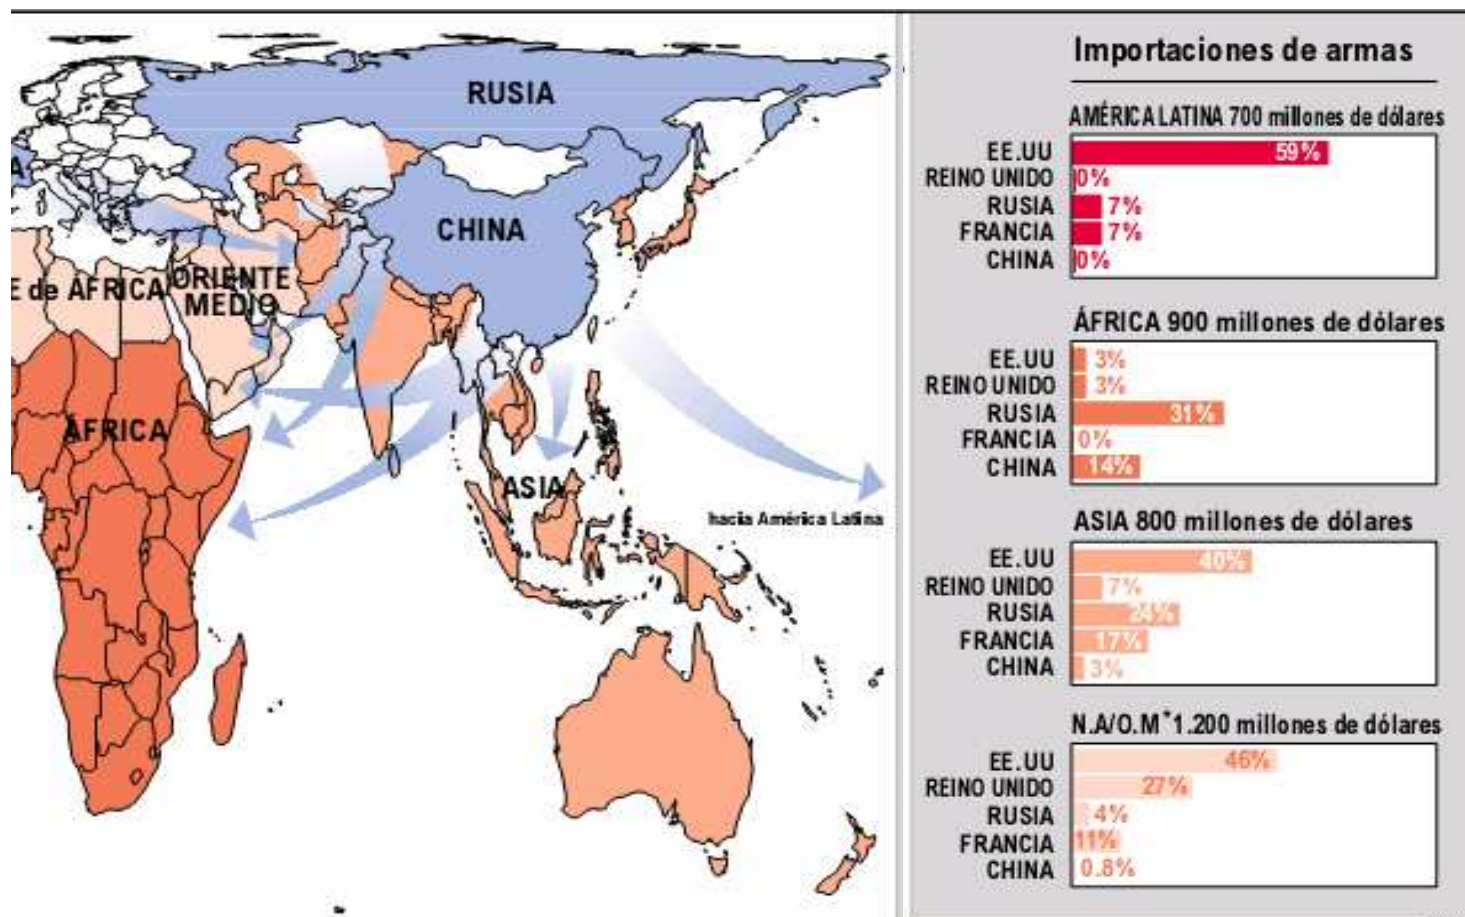 RUSIA
A
CHINA
E de ÁFRICA
ORIENTE
MEDIO
ÁFRICA
ASIA
hacia América Latina
Importaciones de armas
AMÉRICA LATINA 700 millones de dólares
EE.UU 59%
REINO UNIDO 0%
RUSIA 7%
FRANCIA 7%
CHINA 0%
ÁFRICA 900 millones de dólares
EE.UU 3%
REINO UNIDO 3%
RUSIA 31%
FRANCIA 0%
CHINA 14%
ASIA 800 millones de dólares
EE.UU 40%
REINO UNIDO 7%
RUSIA 24%
FRANCIA 17%
CHINA 3%
N.A/O.M * 1.200 millones de dólares
EE.UU 46%
REINO UNIDO 27%
RUSIA 4%
FRANCIA 11%
CHINA 0.8%